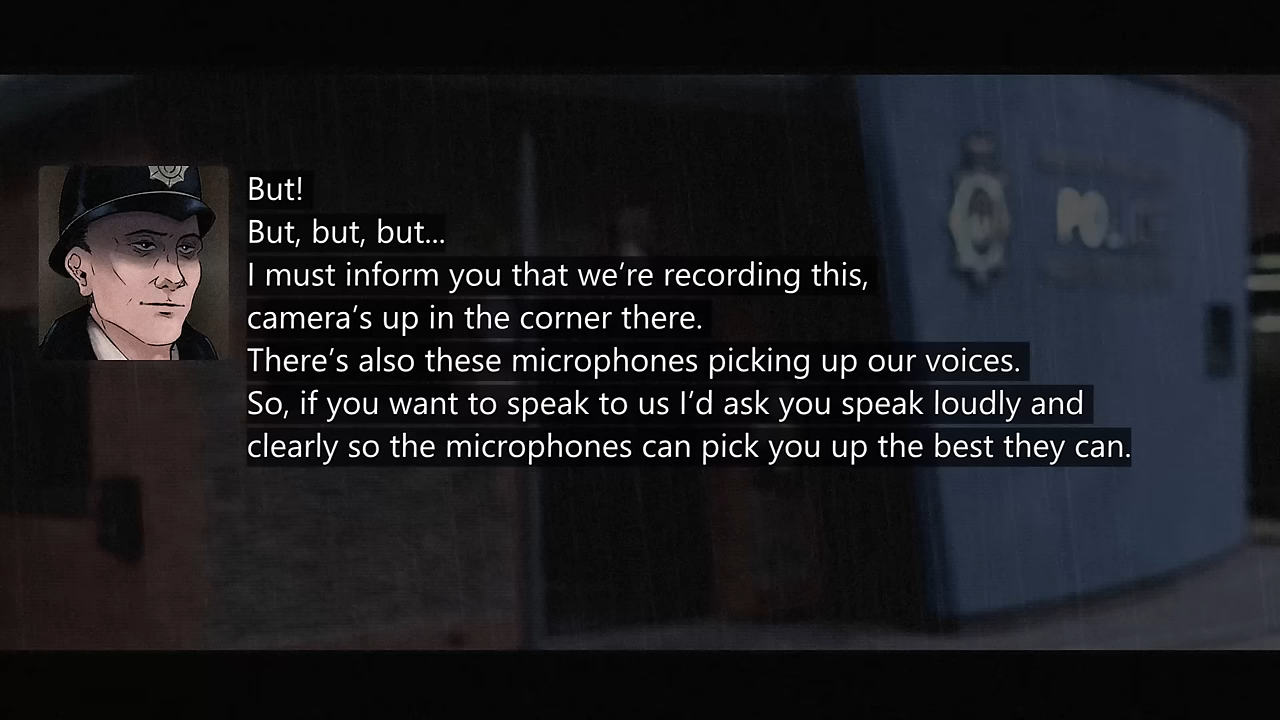 But!
But, but, but...
I must inform you that we’re recording this,
camera’s up in the corner there.
There’s also these microphones picking up our voices.
So, if you want to speak to us I’d ask you speak loudly and
clearly so the microphones can pick you up the best they can.
POLICE